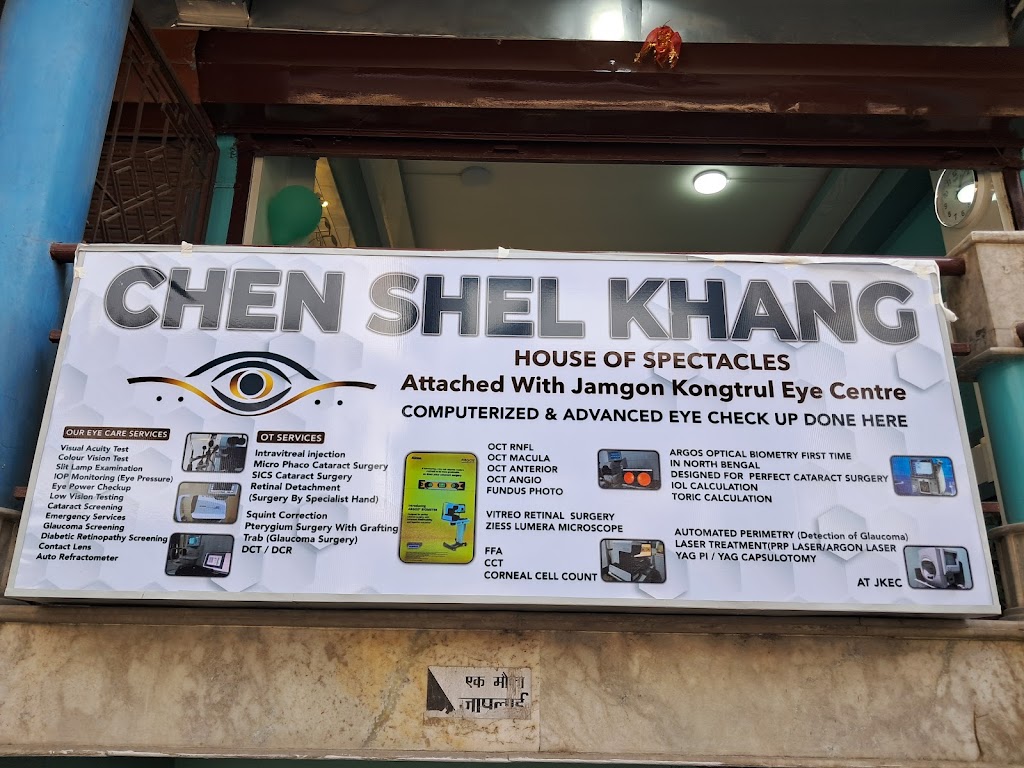 CHEN SHEL KHANG
HOUSE OF SPECTACLES
Attached With Jamgon Kongtrul Eye Centre
COMPUTERIZED & ADVANCED EYE CHECK UP DONE HERE
OUR EYE CARE SERVICES
Visual Acuity Test
Colour Vision Test
Slit Lamp Examination
IOP Monitoring (Eye Pressure)
Eye Power Checkup
Low Vision Testing
Cataract Screening
Emergency Services
Glaucoma Screening
Diabetic Retinopathy Screening
Contact Lens
Auto Refractometer
OT SERVICES
Intravitreal injection
Micro Phaco Cataract Surgery
SICS Cataract Surgery
Retinal Detachment
(Surgery By Specialist Hand)
Squint Correction
Pterygium Surgery With Grafting
Trab (Glaucoma Surgery)
DCT / DCR
OCT RNFL
OCT MACULA
OCT ANTERIOR
OCT ANGIO
FUNDUS PHOTO
VITREO RETINAL SURGERY
ZIESS LUMERA MICROSCOPE
FFA
CCT
CORNEAL CELL COUNT
ARGOS OPTICAL BIOMETRY FIRST TIME
IN NORTH BENGAL
DESIGNED FOR PERFECT CATARACT SURGERY
IOL CALCULATION
TORIC CALCULATION
AUTOMATED PERIMETRY (Detection of Glaucoma)
LASER TREATMENT(PRP LASER/ARGON LASER
YAG PI / YAG CAPSULOTOMY
AT JKEC
एक